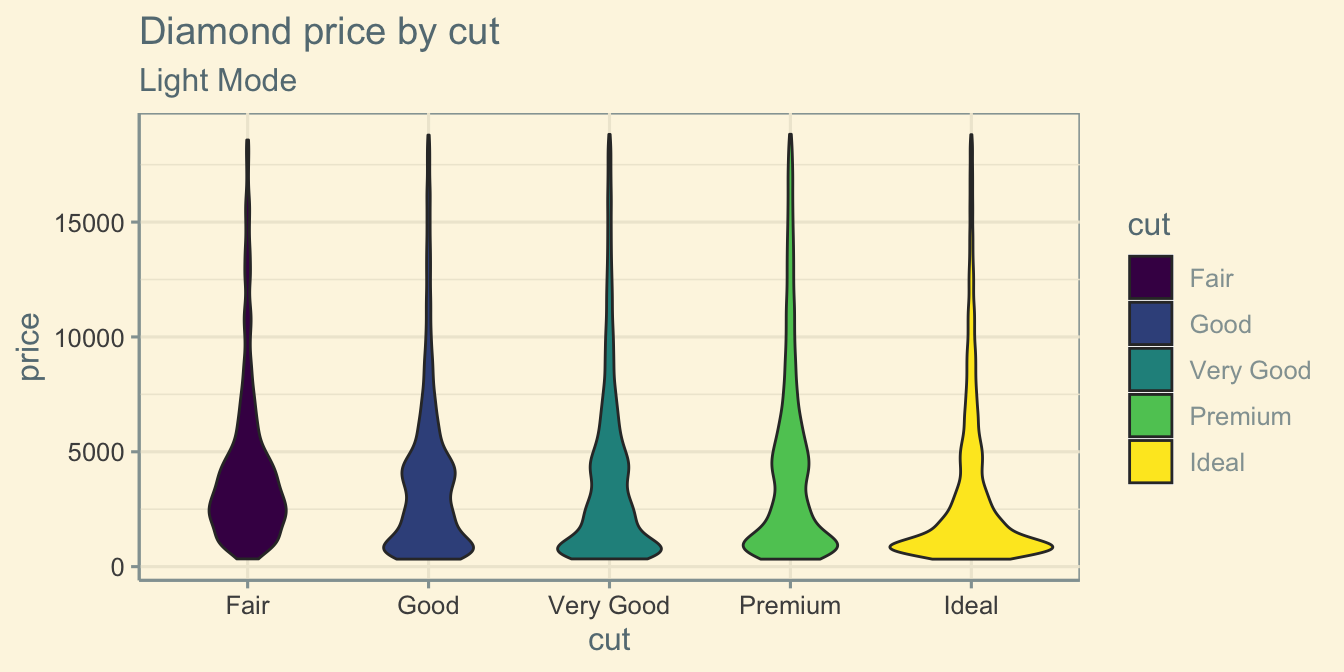 Diamond price by cut
Light Mode
price
15000
10000
5000
0
Fair
Good
Very Good
Premium
Ideal
cut
cut
Fair
Good
Very Good
Premium
Ideal